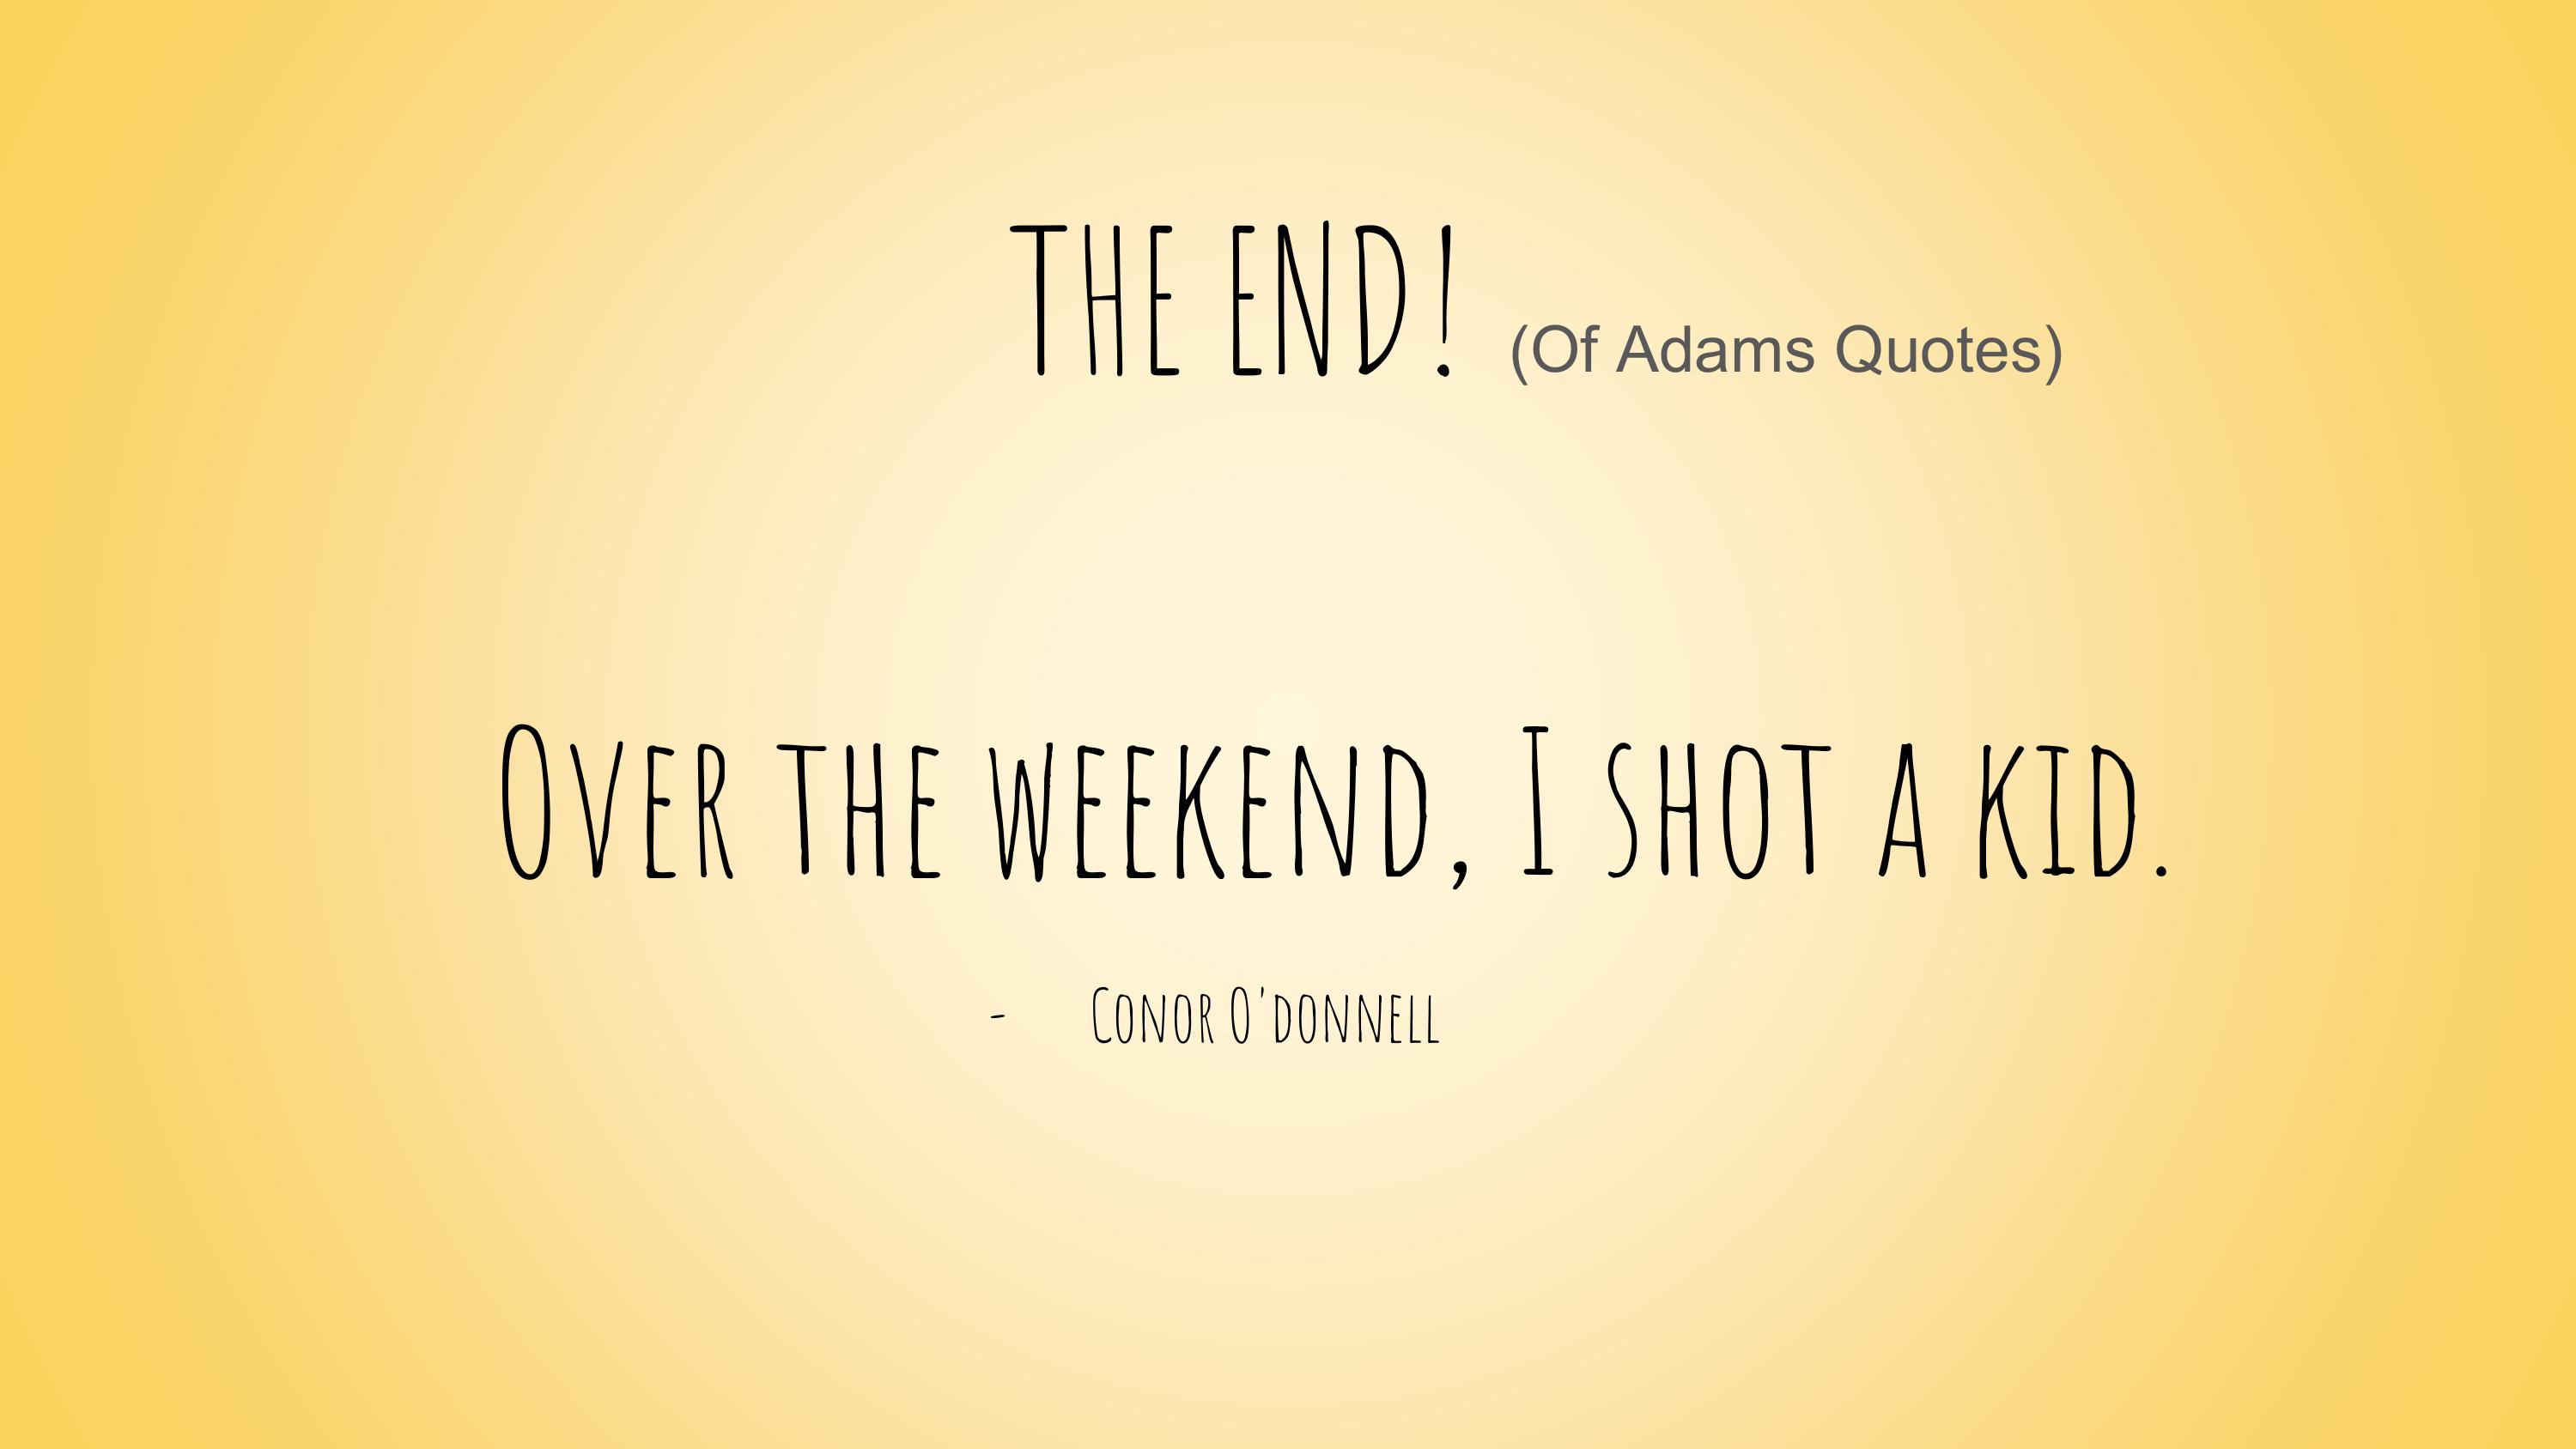 THE END! (Of Adams Quotes)
Over the weekend, I shot a kid.
- Conor O'donnell